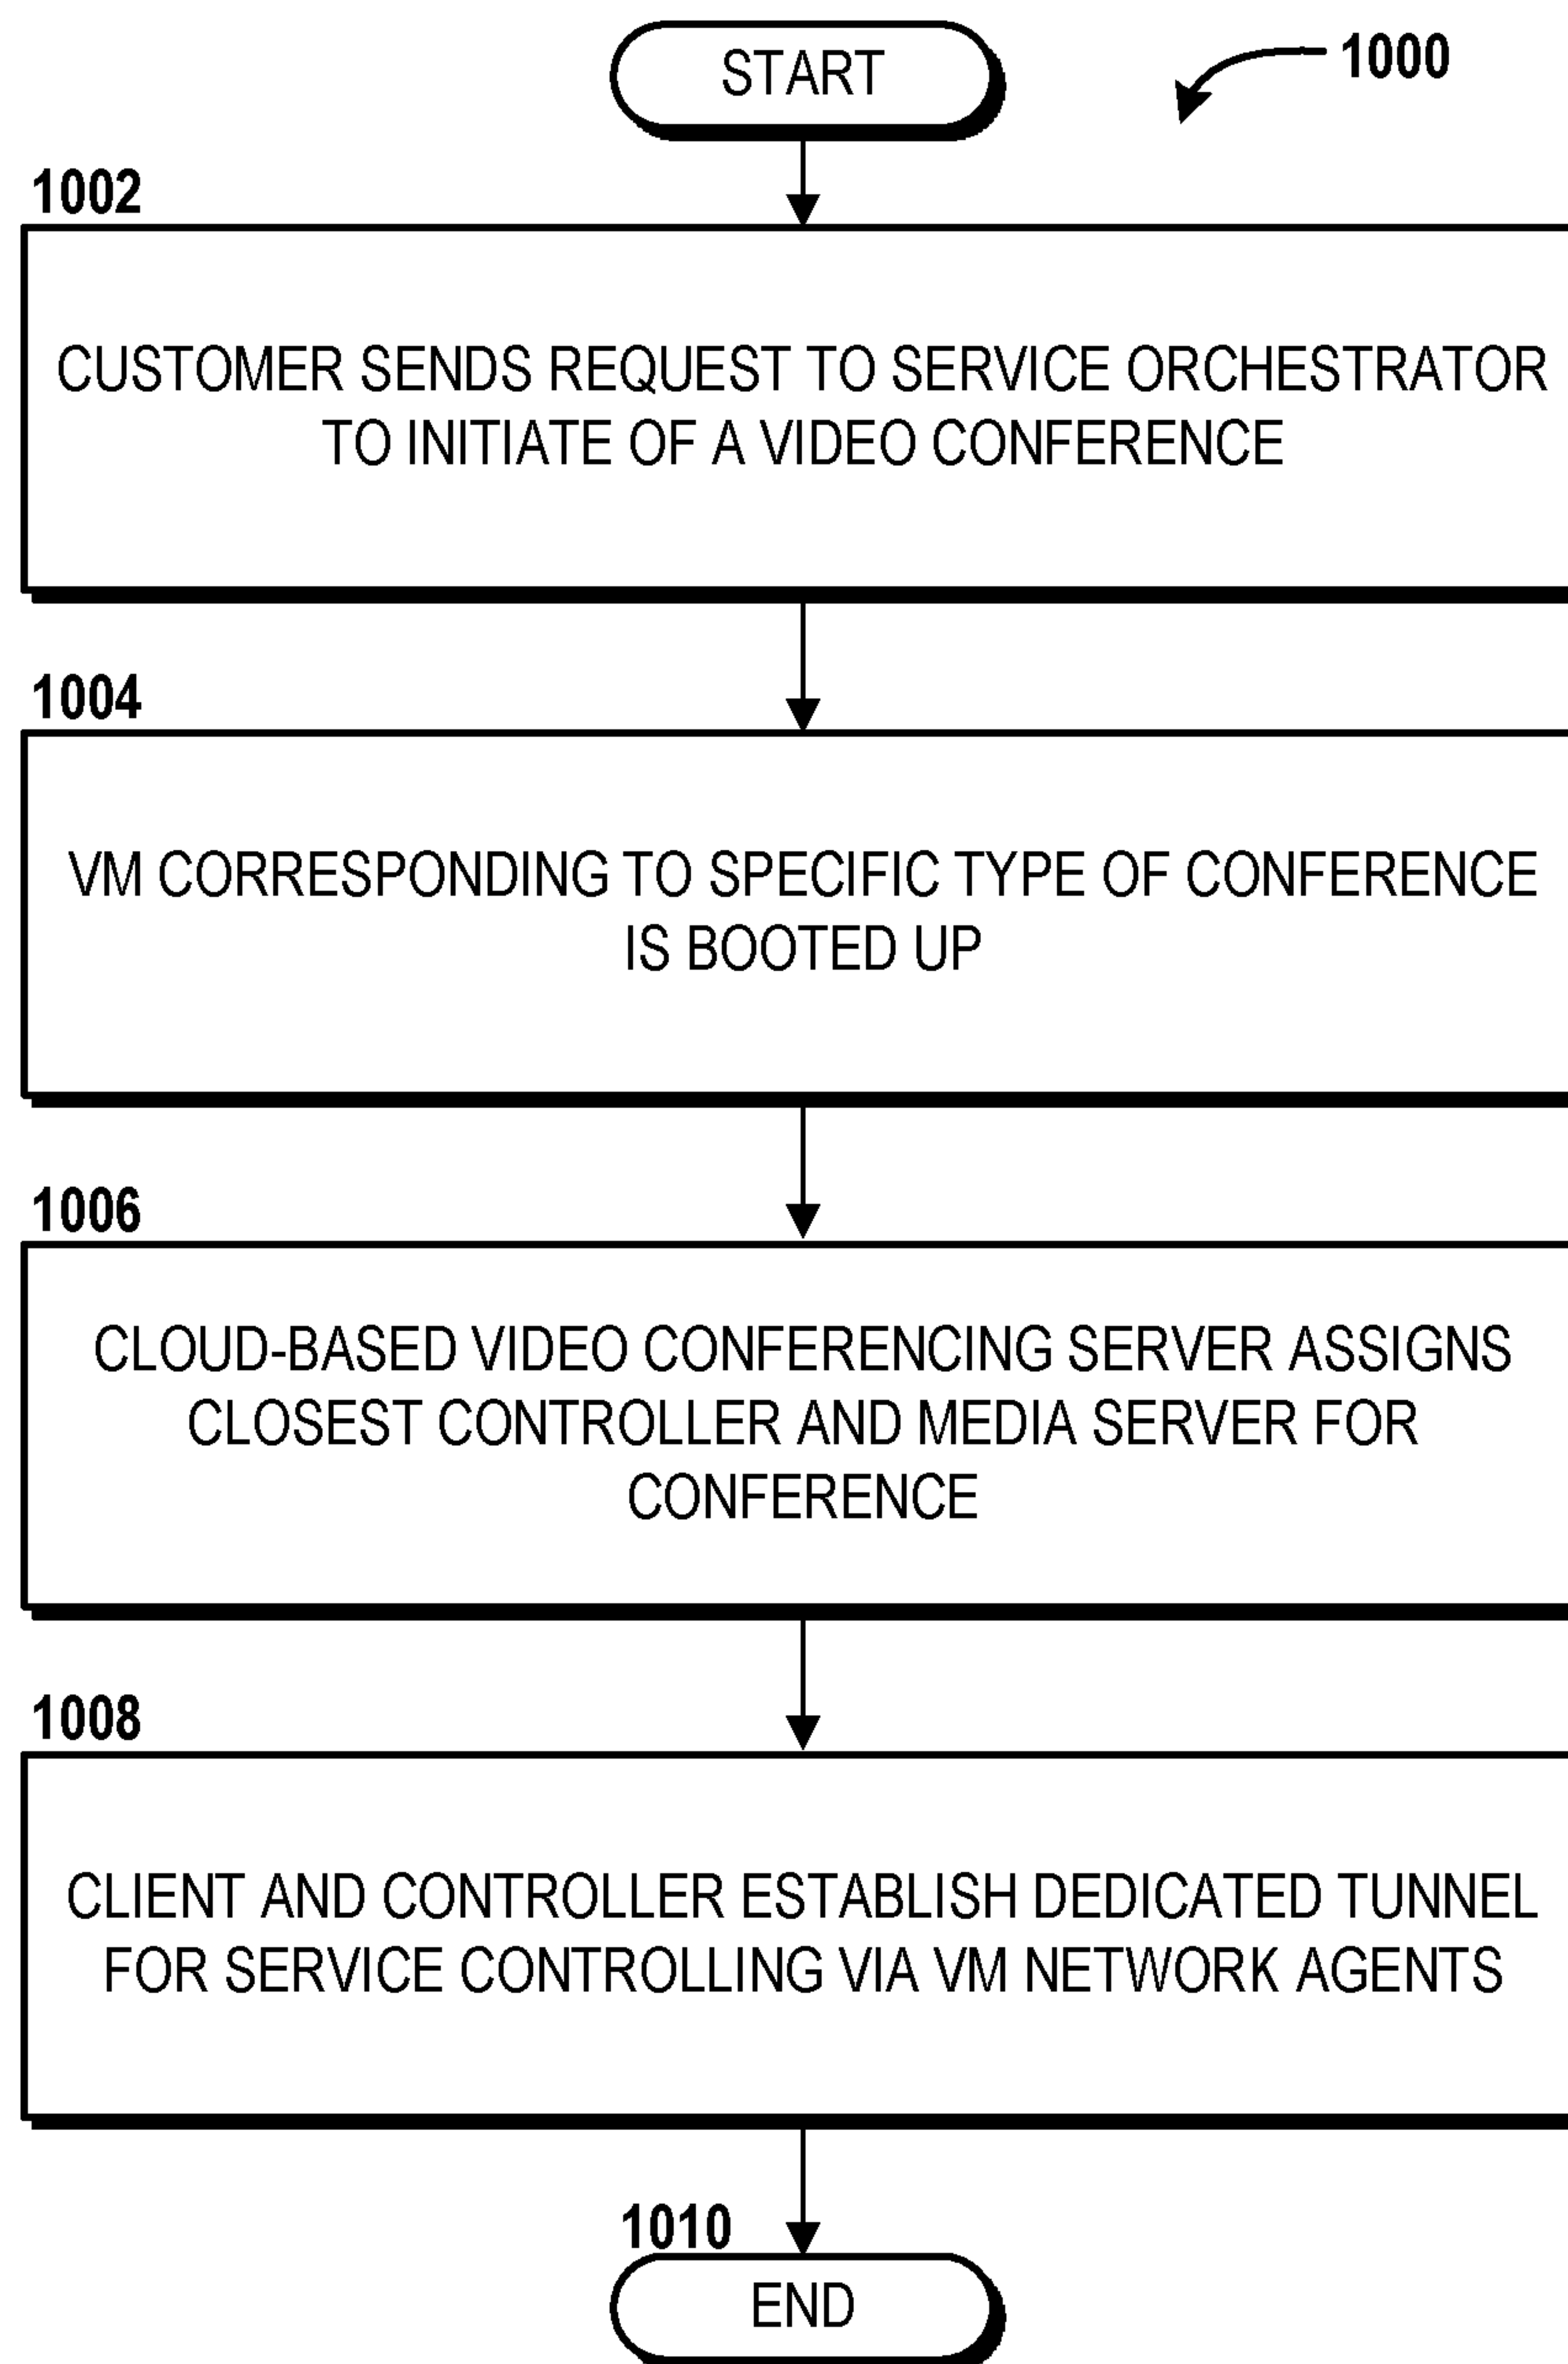 START
1000
1002
CUSTOMER SENDS REQUEST TO SERVICE ORCHESTRATOR
TO INITIATE OF A VIDEO CONFERENCE
1004
VM CORRESPONDING TO SPECIFIC TYPE OF CONFERENCE
IS BOOTED UP
1006
CLOUD-BASED VIDEO CONFERENCING SERVER ASSIGNS
CLOSEST CONTROLLER AND MEDIA SERVER FOR
CONFERENCE
1008
CLIENT AND CONTROLLER ESTABLISH DEDICATED TUNNEL
FOR SERVICE CONTROLLING VIA VM NETWORK AGENTS
1010
END